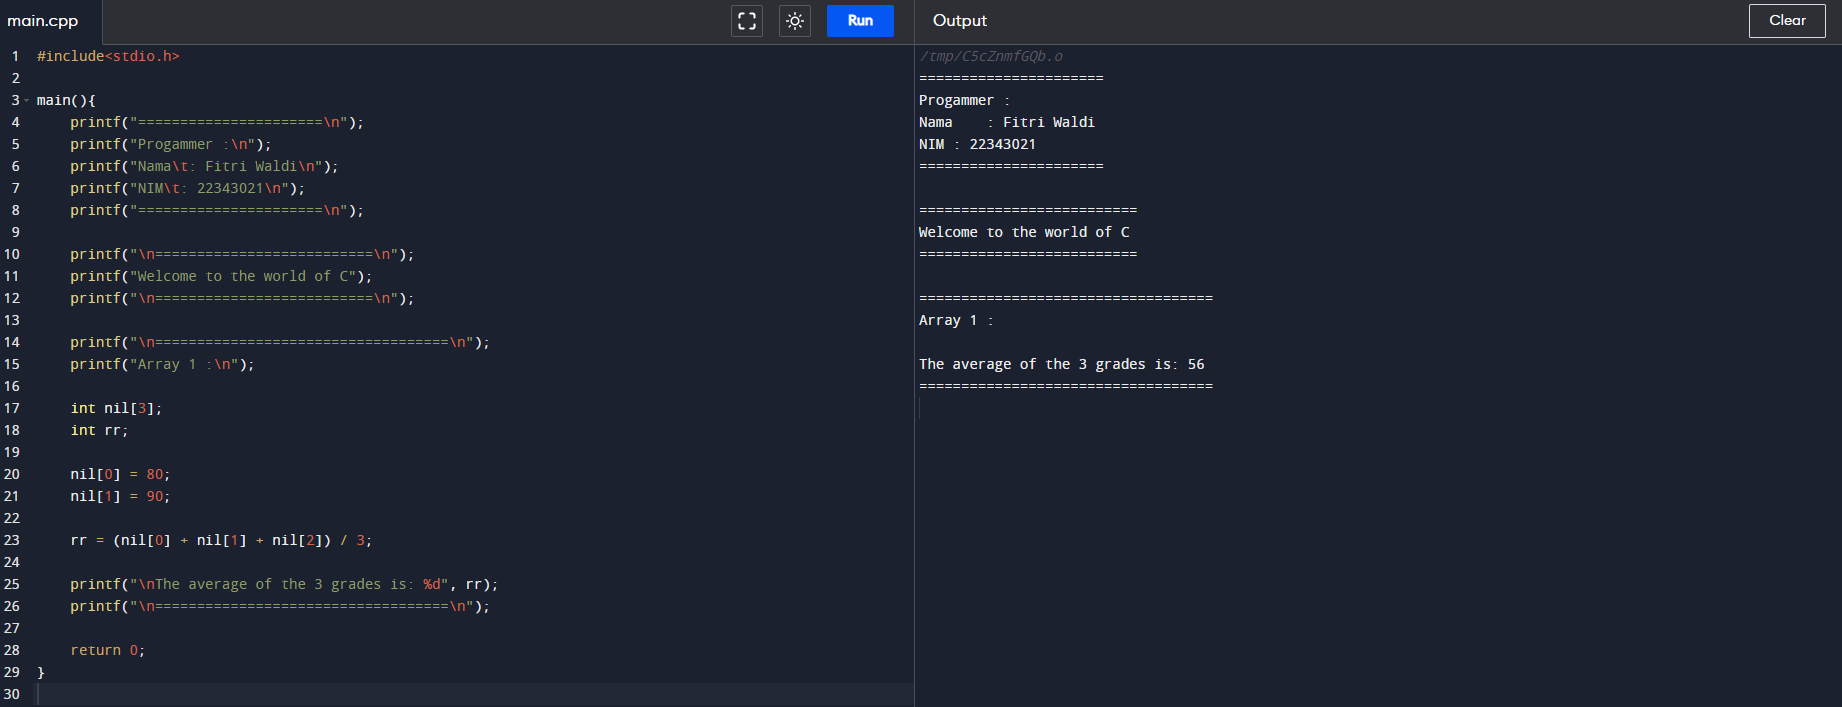 main.cpp
Run
Output
Clear
1 #include<stdio.h>
2
3 main(){
4     printf("======================\n");
5     printf("Progammer :\n");
6     printf("Nama\t: Fitri Waldi\n");
7     printf("NIM\t: 22343021\n");
8     printf("======================\n");
9
10     printf("\n==========================\n");
11     printf("Welcome to the world of C");
12     printf("\n==========================\n");
13
14     printf("\n===================================\n");
15     printf("Array 1 :\n");
16
17     int nil[3];
18     int rr;
19
20     nil[0] = 80;
21     nil[1] = 90;
22
23     rr = (nil[0] + nil[1] + nil[2]) / 3;
24
25     printf("\nThe average of the 3 grades is: %d", rr);
26     printf("\n===================================\n");
27
28     return 0;
29 }
30
/tmp/C5cZnmfGQb.o
======================
Progammer :
Nama    : Fitri Waldi
NIM : 22343021
======================

==========================
Welcome to the world of C
==========================

===================================
Array 1 :

The average of the 3 grades is: 56
===================================